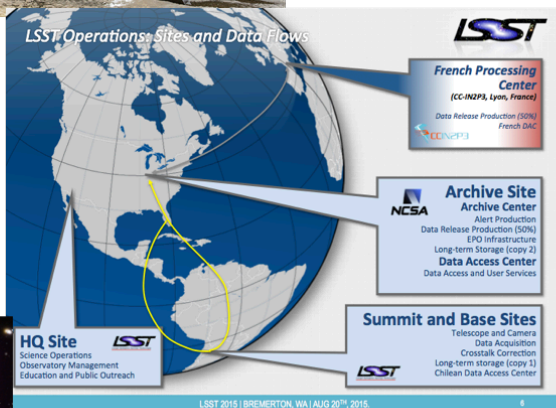 LSST Operations: Sites and Data Flows
LSST
French Processing
Center
(CC-IN2P3, Lyon, France)
Data Release Production (50%)
French DAC
CCIN2P3
NCSA
Archive Site
Archive Center
Alert Production
Data Release Production (50%)
EPO Infrastructure
Long-term Storage (copy 2)
Data Access Center
Data Access and User Services
Summit and Base Sites
Telescope and Camera
Data Acquisition
Crosstalk Correction
Long-term storage (copy 1)
Chilean Data Access Center
LSST
HQ Site
LSST
Science Operations
Observatory Management
Education and Public Outreach
LSST 2015 | BREMERTON, WA | AUG 20TH, 2015.
6